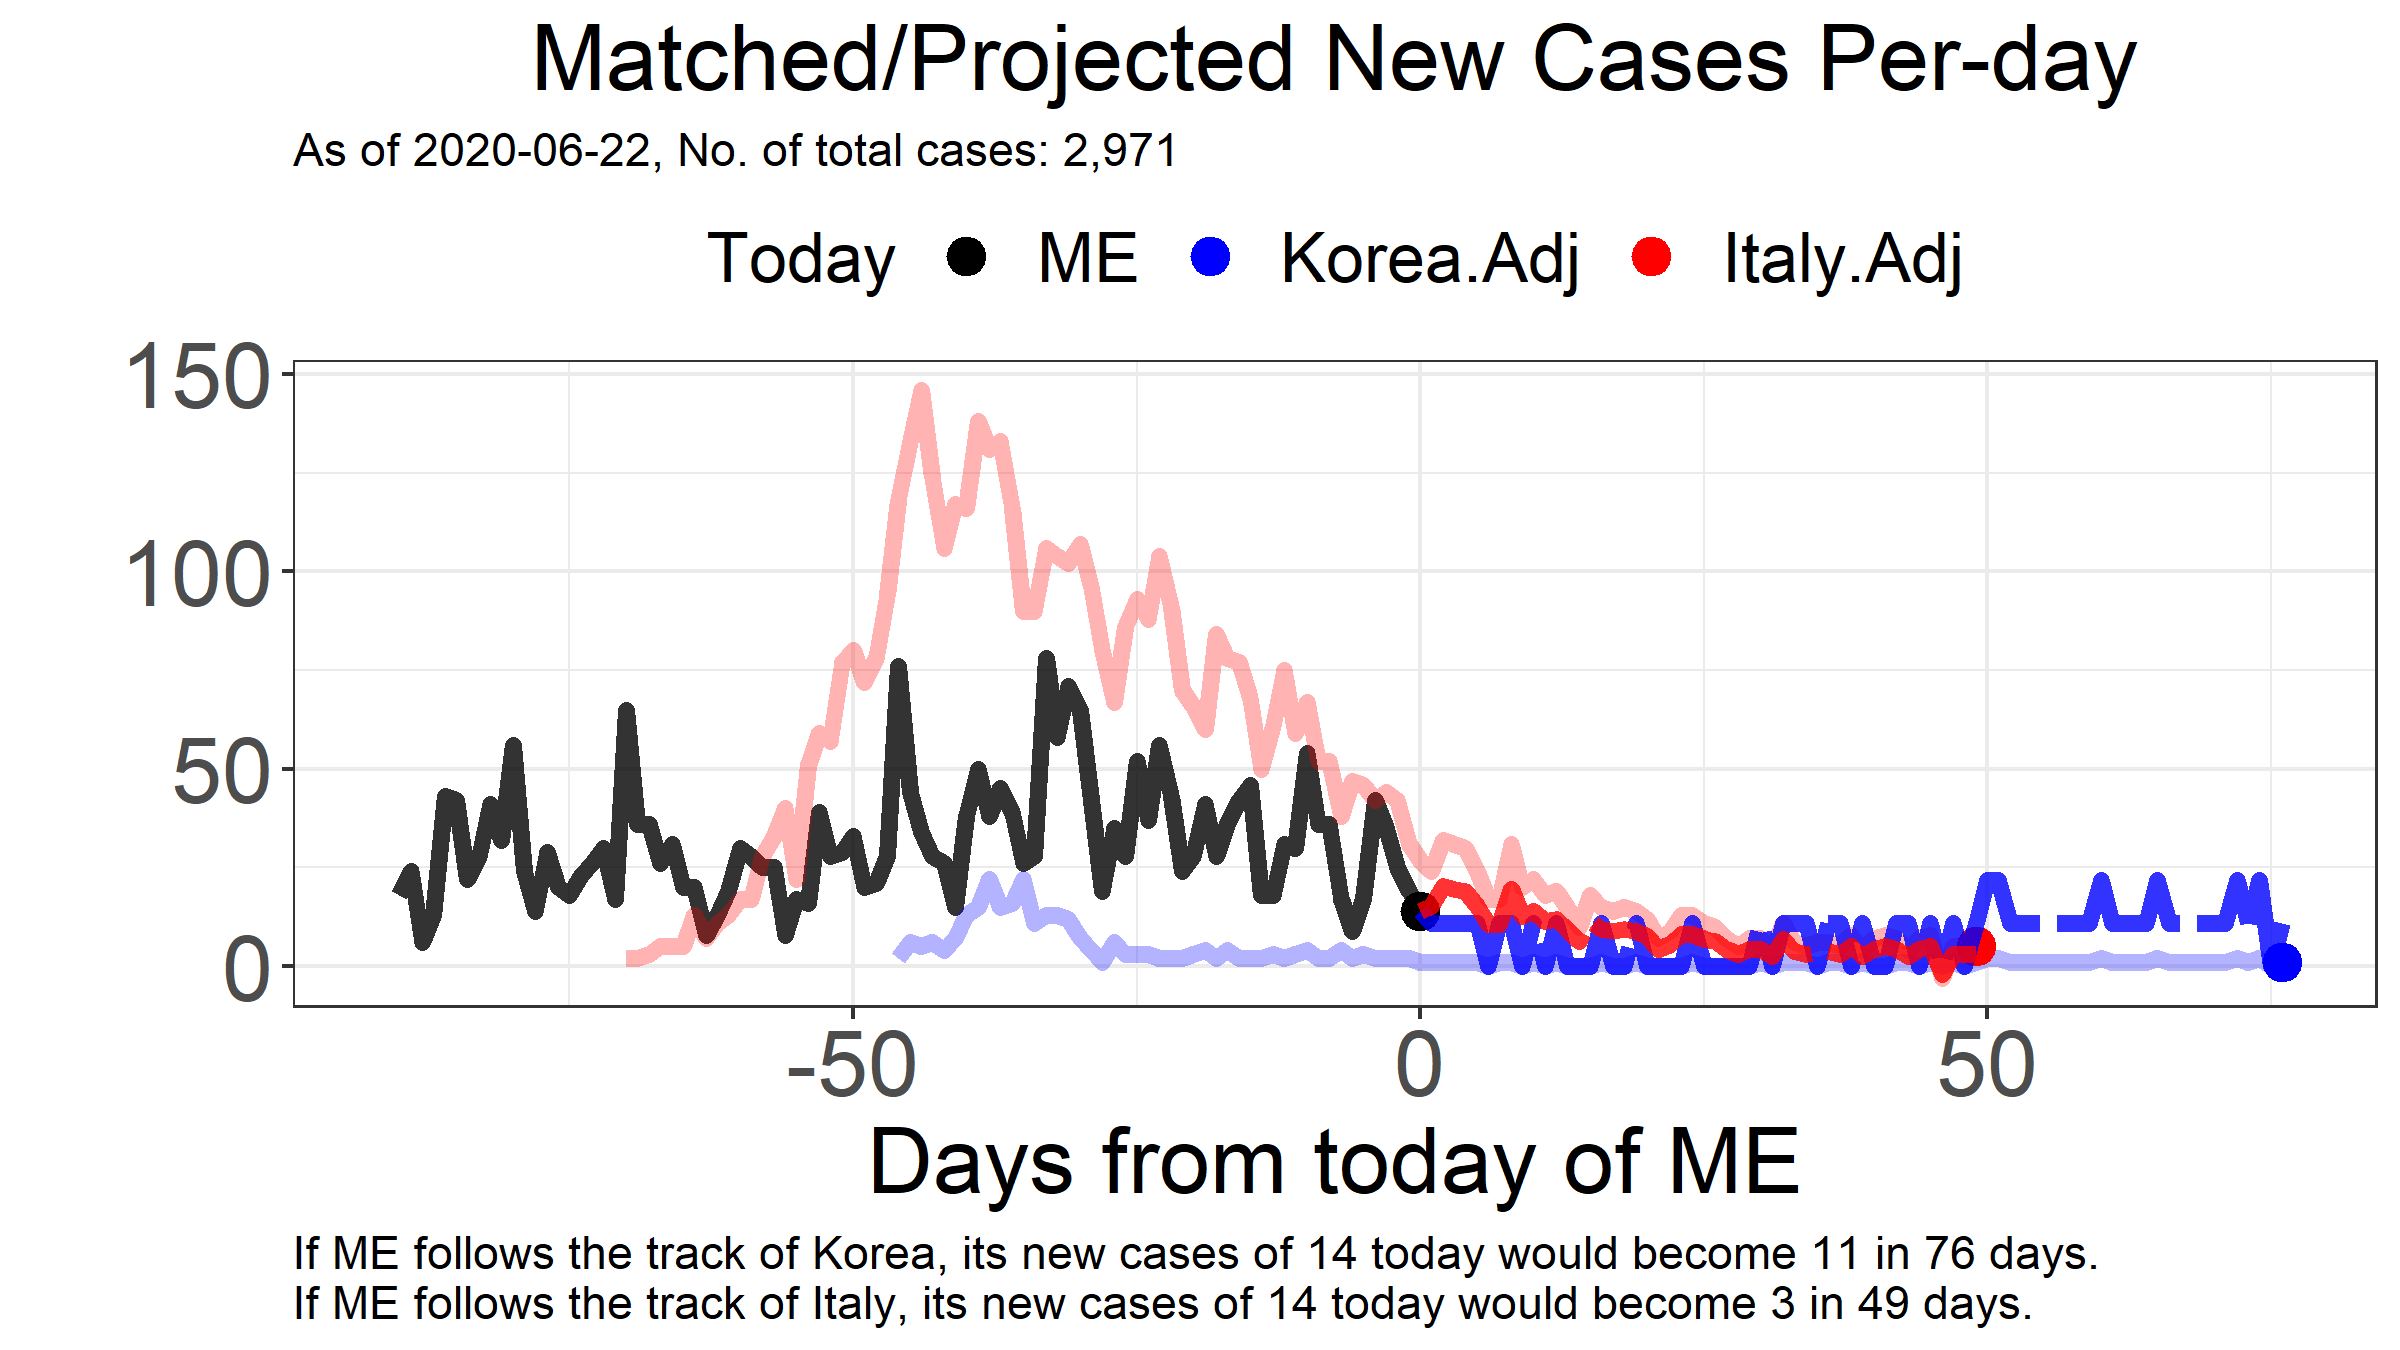 Matched/Projected New Cases Per-day
As of 2020-06-22, No. of total cases: 2,971
Today ME Korea.Adj Italy.Adj
150
100
50
0
-50 0 50
Days from today of ME
If ME follows the track of Korea, its new cases of 14 today would become 11 in 76 days.
If ME follows the track of Italy, its new cases of 14 today would become 3 in 49 days.